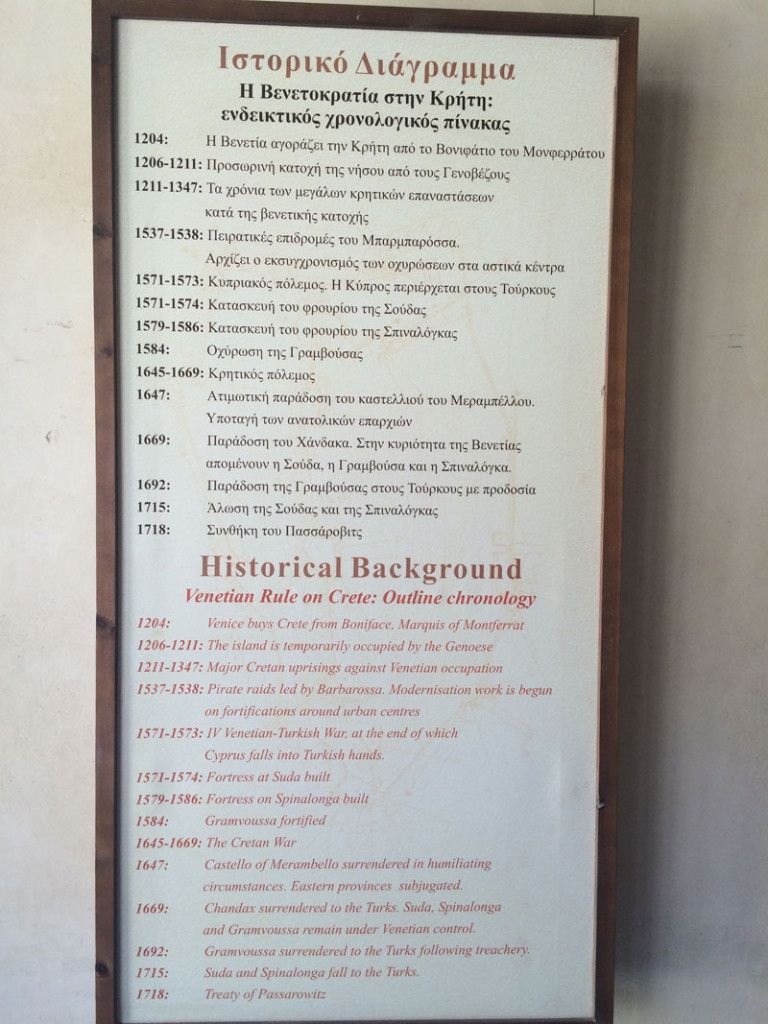 Ιστορικό Διάγραμμα
Η Βενετοκρατία στην Κρήτη:
ενδεικτικός χρονολογικός πίνακας
1204: Η Βενετία αγοράζει την Κρήτη από το Βονιφάτιο του Μονφερράτου
1206-1211: Προσωρινή κατοχή της νήσου από τους Γενοβέζους
1211-1347: Τα χρόνια των μεγάλων κρητικών επαναστάσεων
κατά της βενετικής κατοχής
1537-1538: Πειρατικές επιδρομές του Μπαρμπαρόσσα.
Αρχίζει ο εκσυγχρονισμός των οχυρώσεων στα αστικά κέντρα
1571-1573: Κυπριακός πόλεμος. Η Κύπρος περιέρχεται στους Τούρκους
1571-1574: Κατασκευή του φρουρίου της Σούδας
1579-1586: Κατασκευή του φρουρίου της Σπιναλόγκας
1584: Οχύρωση της Γραμβούσας
1645-1669: Κρητικός πόλεμος
1647: Ατιμωτική παράδοση του καστελλιού του Μεραμπέλλου.
Υποταγή των ανατολικών επαρχιών
1669: Παράδοση του Χάνδακα. Στην κυριότητα της Βενετίας
απομένουν η Σούδα, η Γραμβούσα και η Σπιναλόγκα.
1692: Παράδοση της Γραμβούσας στους Τούρκους με προδοσία
1715: Άλωση της Σούδας και της Σπιναλόγκας
1718: Συνθήκη του Πασσάροβιτς
Historical Background
Venetian Rule on Crete: Outline chronology
1204: Venice buys Crete from Boniface, Marquis of Montferrat
1206-1211: The island is temporarily occupied by the Genoese
1211-1347: Major Cretan uprisings against Venetian occupation
1537-1538: Pirate raids led by Barbarossa. Modernisation work is begun
on fortifications around urban centres
1571-1573: IV Venetian-Turkish War, at the end of which
Cyprus falls into Turkish hands.
1571-1574: Fortress at Suda built
1579-1586: Fortress on Spinalonga built
1584: Gramvoussa fortified
1645-1669: The Cretan War
1647: Castello of Merambello surrendered in humiliating
circumstances. Eastern provinces subjugated.
1669: Chandax surrendered to the Turks. Suda, Spinalonga
and Gramvoussa remain under Venetian control.
1692: Gramvoussa surrendered to the Turks following treachery.
1715: Suda and Spinalonga fall to the Turks.
1718: Treaty of Passarowitz